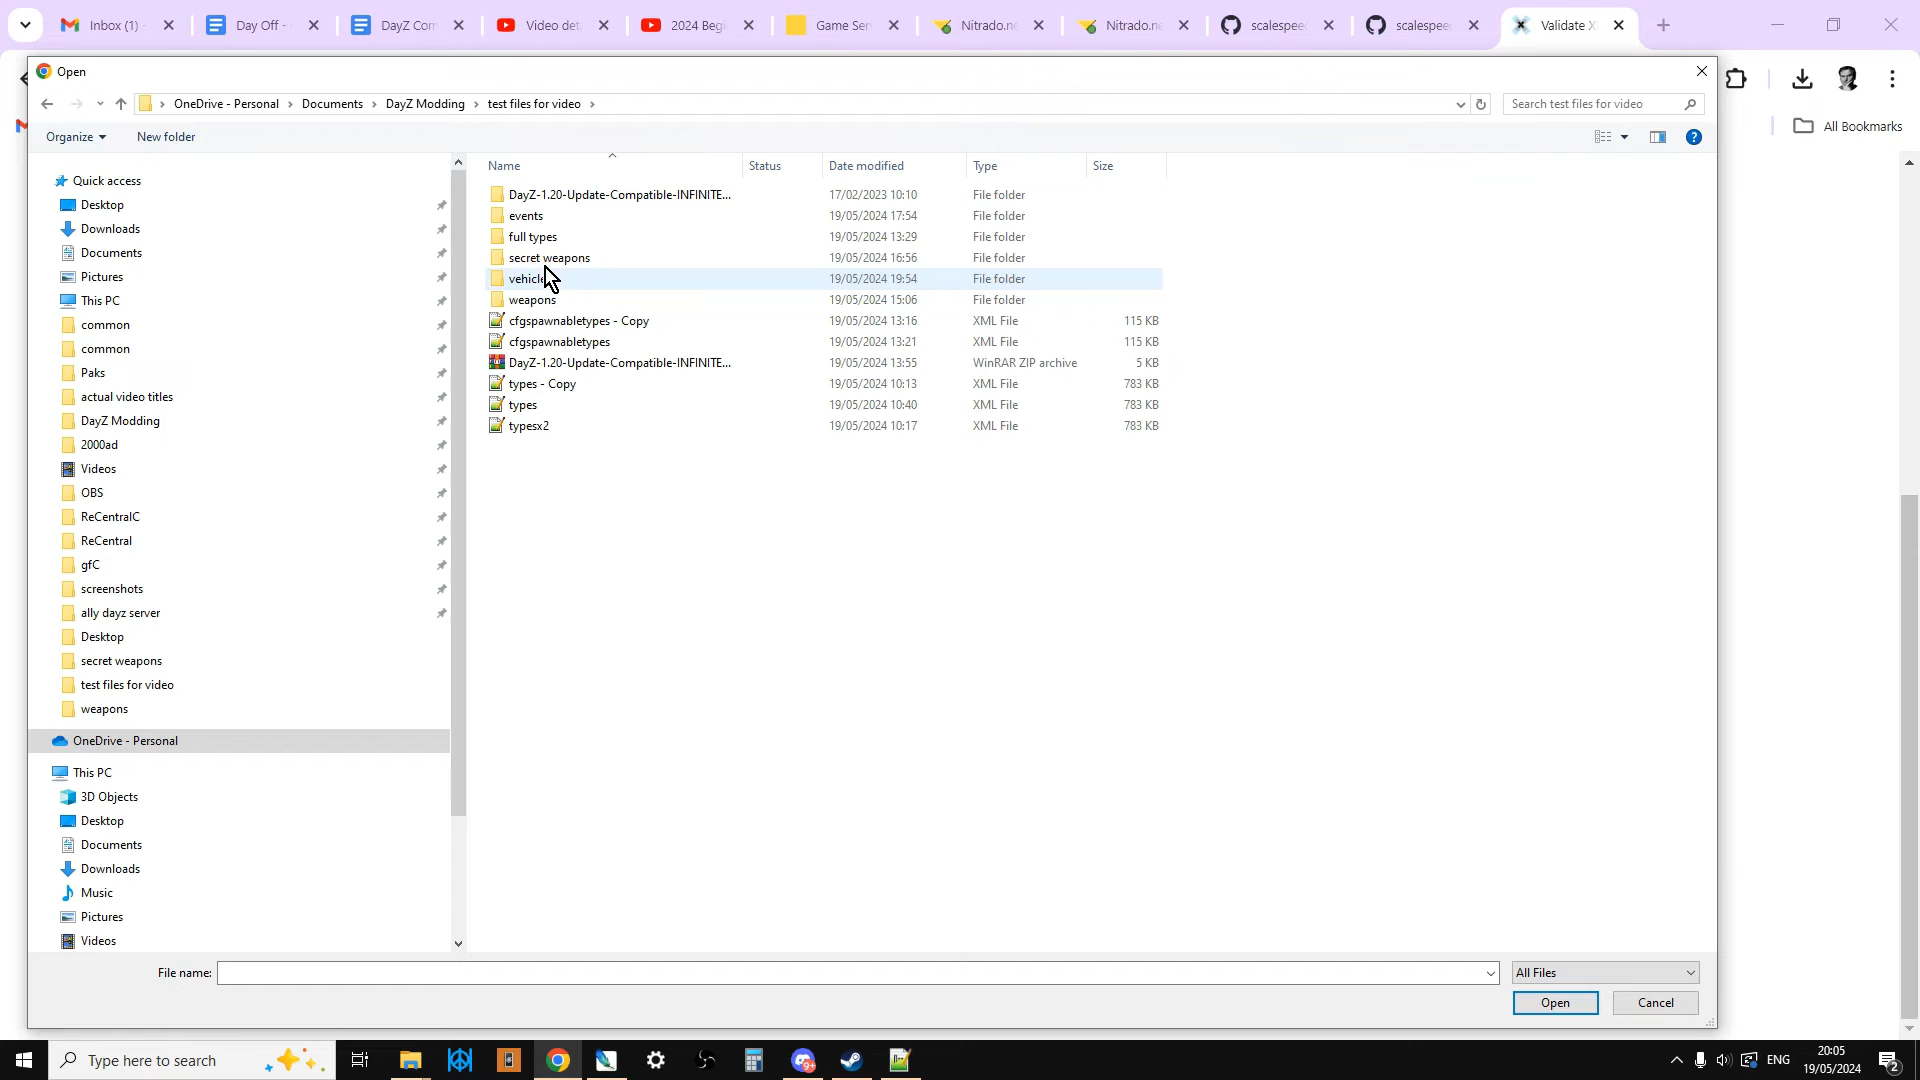 Inbox (1) -
Day Off -
DayZ Com
Video det
2024 Begi
Game Ser
Nitrado.ne
Nitrado.ne
scalespee
scalespee
Validate X
Open
OneDrive - Personal
Documents
DayZ Modding
test files for video
Search test files for video
Organize
New folder
All Bookmarks
Name
Status
Date modified
Type
Size
DayZ-1.20-Update-Compatible-INFINITE... 17/02/2023 10:10 File folder
events 19/05/2024 17:54 File folder
full types 19/05/2024 13:29 File folder
secret weapons 19/05/2024 16:56 File folder
vehicle 19/05/2024 19:54 File folder
weapons 19/05/2024 15:06 File folder
cfgspawnabletypes - Copy 19/05/2024 13:16 XML File 115 KB
cfgspawnabletypes 19/05/2024 13:21 XML File 115 KB
DayZ-1.20-Update-Compatible-INFINITE... 19/05/2024 13:55 WinRAR ZIP archive 5 KB
types - Copy 19/05/2024 10:13 XML File 783 KB
types 19/05/2024 10:40 XML File 783 KB
typesx2 19/05/2024 10:17 XML File 783 KB
Quick access
Desktop
Downloads
Documents
Pictures
This PC
common
common
Paks
actual video titles
DayZ Modding
2000ad
Videos
OBS
ReCentralC
ReCentral
gfC
screenshots
ally dayz server
Desktop
secret weapons
test files for video
weapons
OneDrive - Personal
This PC
3D Objects
Desktop
Documents
Downloads
Music
Pictures
Videos
File name:
All Files
Open
Cancel
Type here to search
9+
ENG
20:05
19/05/2024
2